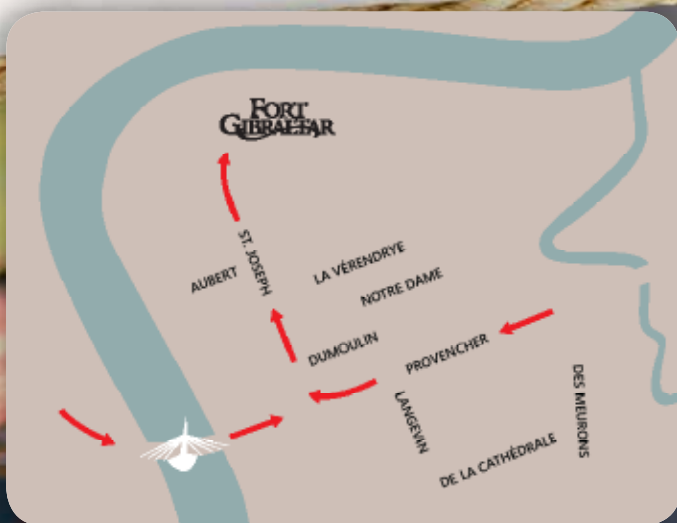 FORT
GIBRALTAR
ST. JOSEPH
AUBERT
LA VÉRENDRYE
NOTRE DAME
DUMOULIN
PROVENCHER
LANGEVIN
DES MEURONS
DE LA CATHÉDRALE